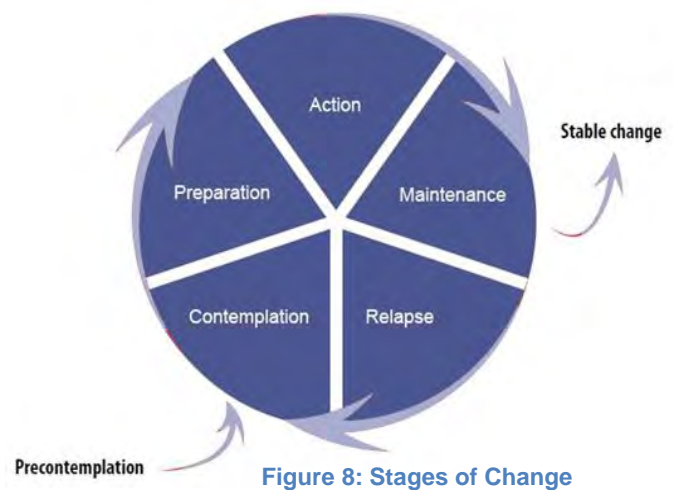 Action
Stable change
Preparation
Maintenance
Contemplation
Relapse
Precontemplation
Figure 8: Stages of Change